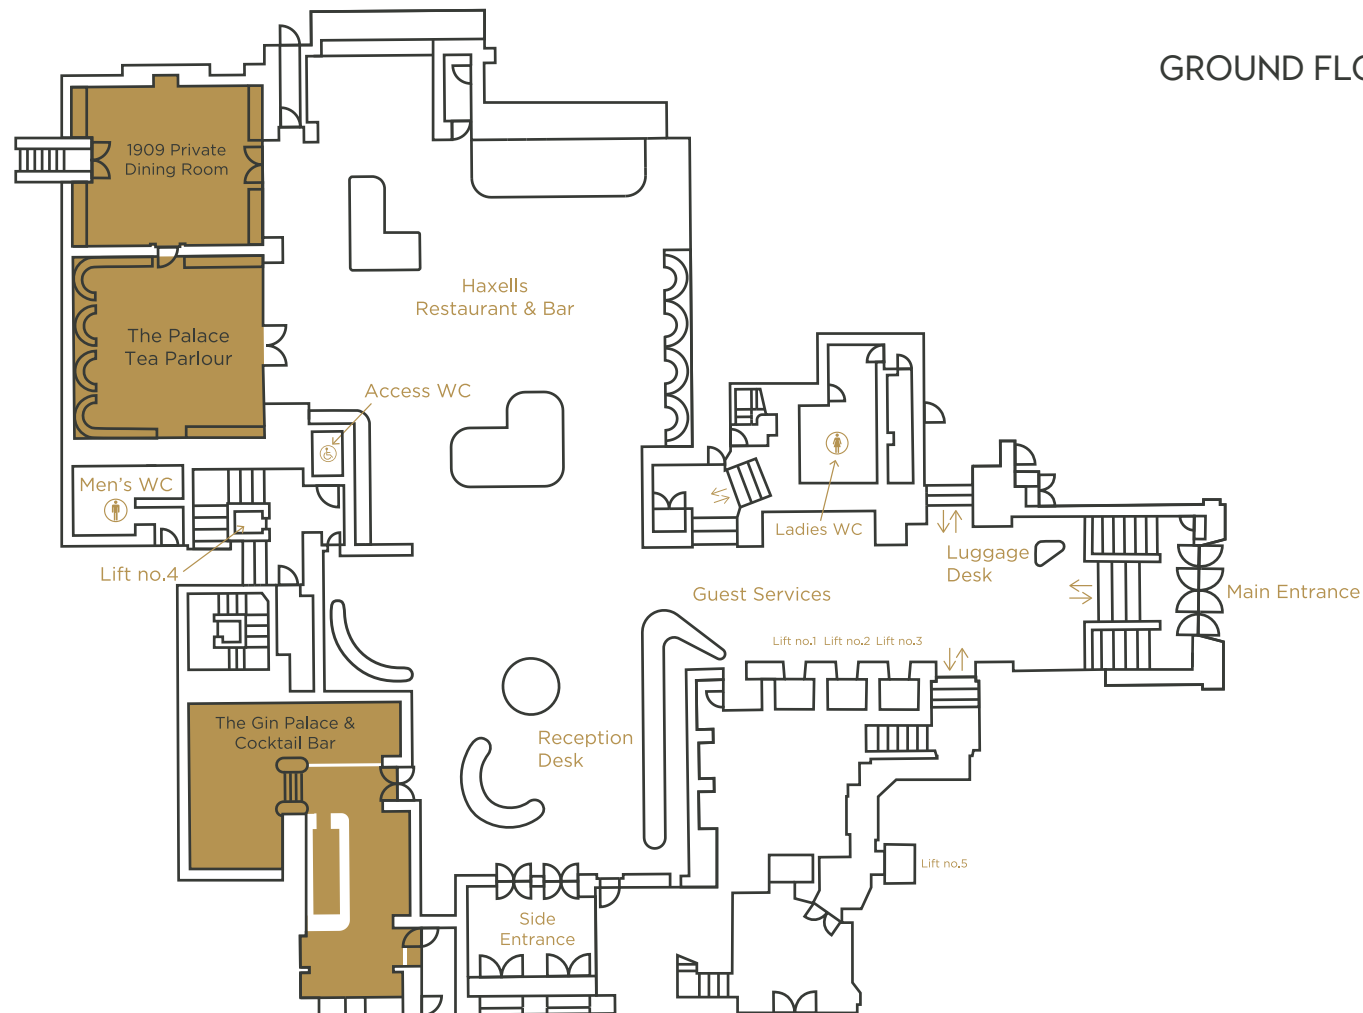 GROUND FLO
1909 Private
Dining Room
Haxells
Restaurant & Bar
The Palace
Tea Parlour
Access WC
Men's WC
Ladies WC
Luggage
Desk
Lift no.4
Guest Services
Main Entrance
Lift no.1 Lift no.2 Lift no.3
The Gin Palace &
Cocktail Bar
Reception
Desk
Lift no.5
Side
Entrance